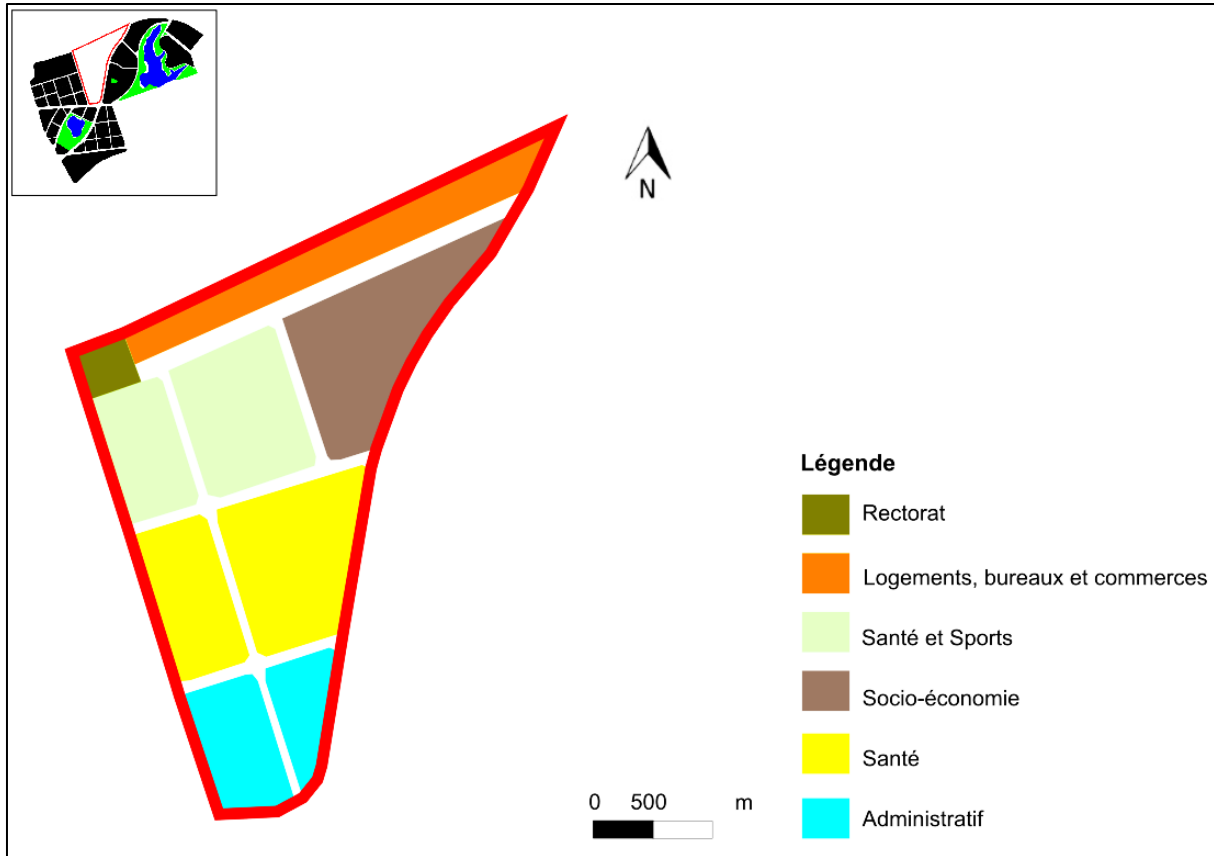 N
Légende
Rectorat
Logements, bureaux et commerces
Santé et Sports
Socio-économie
Santé
Administratif
0 500 m